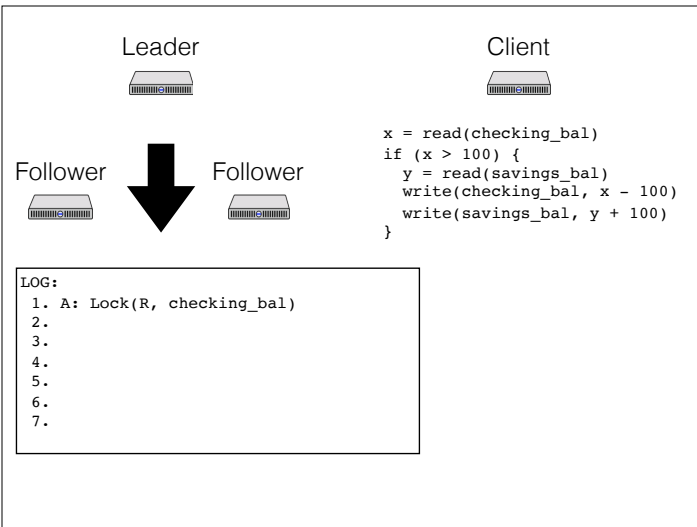 Leader
Client
Follower
Follower
x = read(checking_bal)
if (x > 100) {
  y = read(savings_bal)
  write(checking_bal, x - 100)
  write(savings_bal, y + 100)
}
LOG:
1. A: Lock(R, checking_bal)
2.
3.
4.
5.
6.
7.